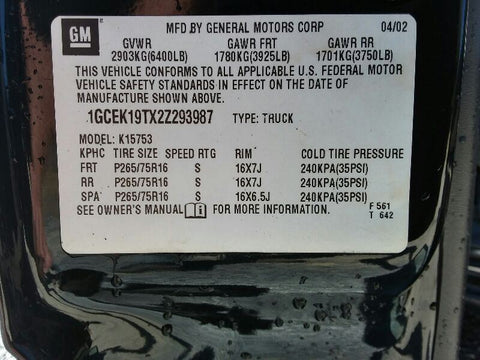 GM
MFD BY GENERAL MOTORS CORP 04/02
GVWR GAWR FRT GAWR RR
2903KG(6400LB) 1780KG(3925LB) 1701KG(3750LB)
THIS VEHICLE CONFORMS TO ALL APPLICABLE U.S. FEDERAL MOTOR
VEHICLE SAFETY STANDARDS IN EFFECT ON THE DATE OF
MANUFACTURE SHOWN ABOVE.
1GCEK19TX2Z293987 TYPE: TRUCK
MODEL: K15753
KPHC TIRE SIZE SPEED RTG RIM COLD TIRE PRESSURE
FRT P265/75R16 S 16X7J 240KPA(35PSI)
RR P265/75R16 S 16X7J 240KPA(35PSI)
SPA P265/75R16 S 16X6.5J 240KPA(35PSI)
SEE OWNER'S MANUAL FOR MORE INFORMATION. F 561
T 642